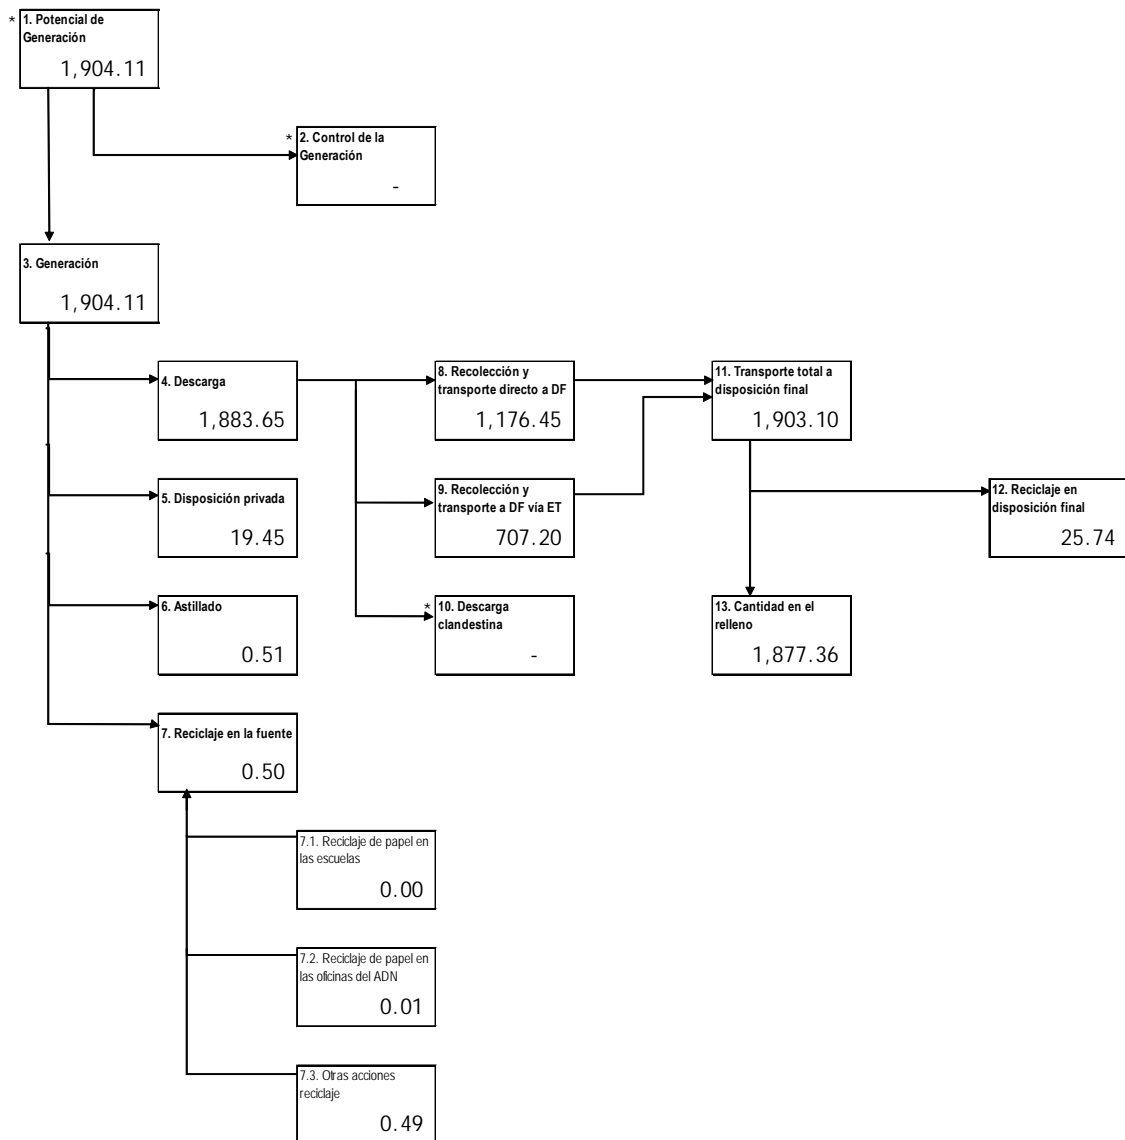 * 1. Potencial de
Generación
1,904.11
* 2. Control de la
Generación
-
3. Generación
1,904.11
4. Descarga
1,883.65
8. Recolección y
transporte directo a DF
1,176.45
11. Transporte total a
disposición final
1,903.10
5. Disposición privada
19.45
9. Recolección y
transporte a DF vía ET
707.20
12. Reciclaje en
disposición final
25.74
6. Astillado
0.51
* 10. Descarga
clandestina
-
13. Cantidad en el
relleno
1,877.36
7. Reciclaje en la fuente
0.50
7.1. Reciclaje de papel en
las escuelas
0.00
7.2. Reciclaje de papel en
las oficinas del ADN
0.01
7.3. Otras acciones
reciclaje
0.49